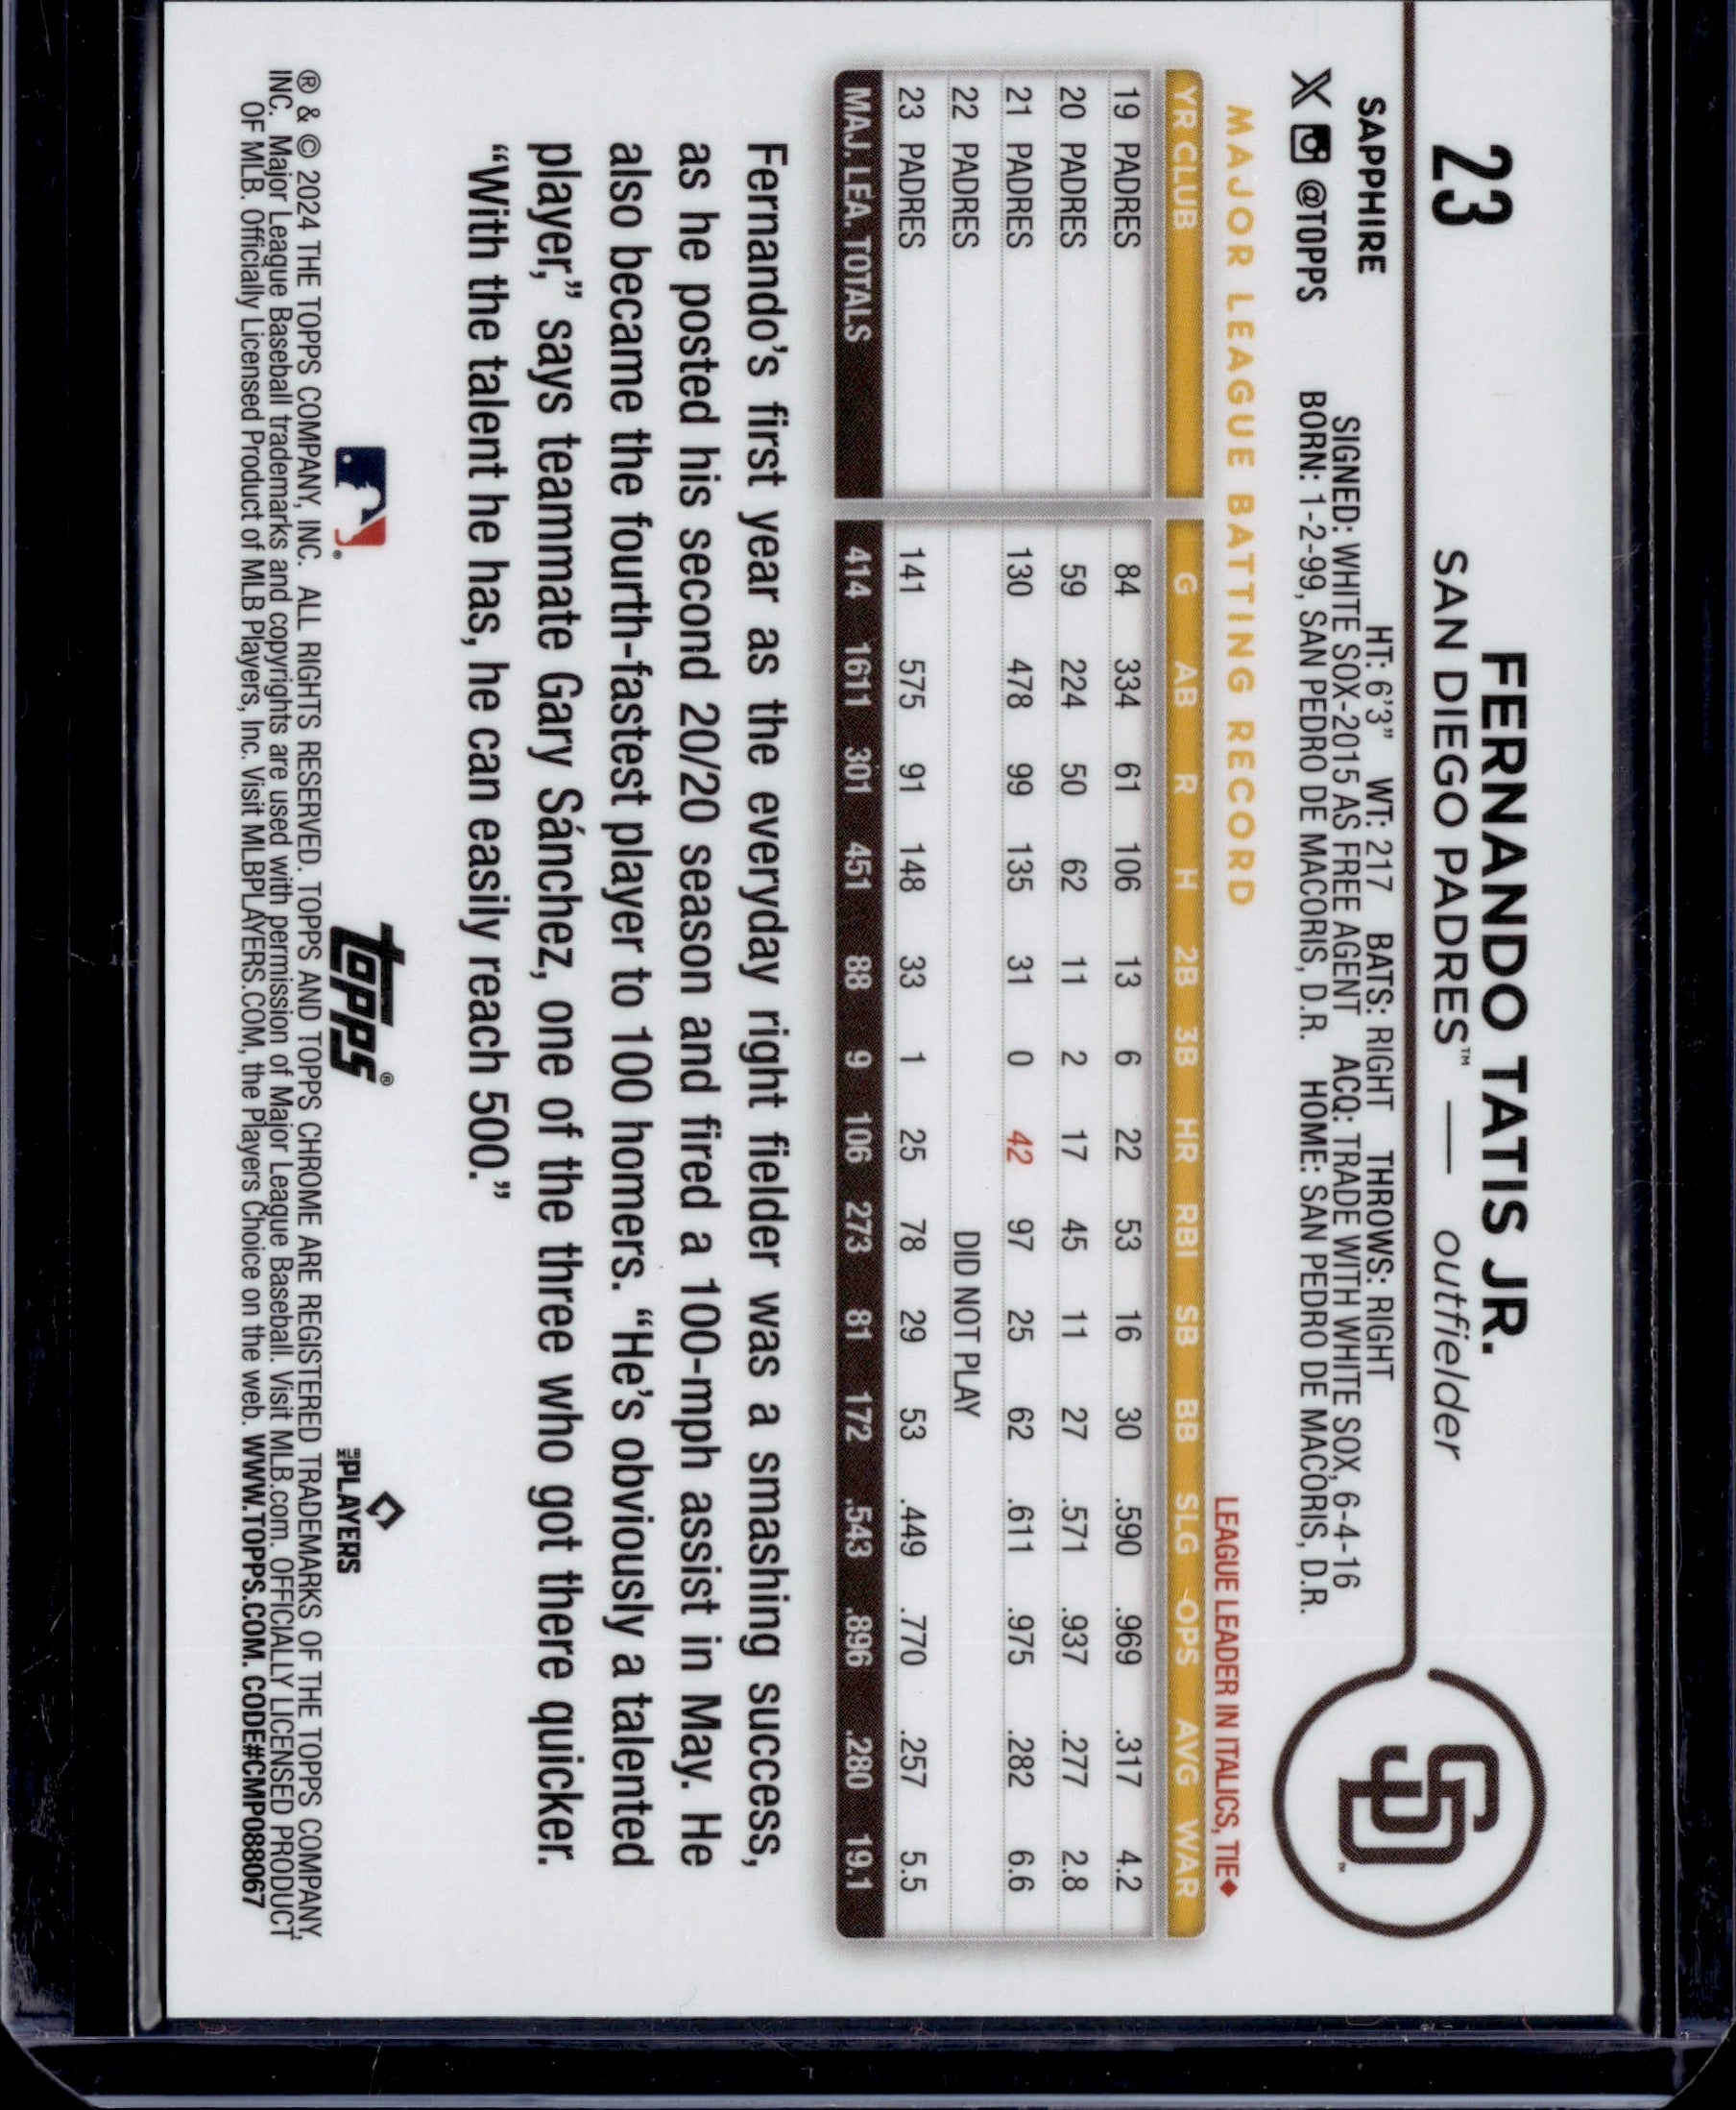 23
FERNANDO TATIS JR.
SAN DIEGO PADRES™ — outfielder
SAPPHIRE
X @TOPPS
HT: 6'3" WT: 217 BATS: RIGHT THROWS: RIGHT
SIGNED: WHITE SOX-2015 AS FREE AGENT ACQ: TRADE WITH WHITE SOX, 6-4-16
BORN: 1-2-99, SAN PEDRO DE MACORIS, D.R. HOME: SAN PEDRO DE MACORIS, D.R.
SD™
MAJOR LEAGUE BATTING RECORD
LEAGUE LEADER IN ITALICS, TIE♦
YR CLUB G AB R H 2B 3B HR RBI SB BB SLG OPS AVG WAR
19 PADRES 84 334 61 106 13 6 22 53 16 30 .590 .969 .317 4.2
20 PADRES 59 224 50 62 11 2 17 45 11 27 .571 .937 .277 2.8
21 PADRES 130 478 99 135 31 0 42 97 25 62 .611 .975 .282 6.6
22 PADRES DID NOT PLAY
23 PADRES 141 575 91 148 33 1 25 78 29 53 .449 .770 .257 5.5
MAJ. LEA. TOTALS 414 1611 301 451 88 9 106 273 81 172 .543 .896 .280 19.1
Fernando's first year as the everyday right fielder was a smashing success,
as he posted his second 20/20 season and fired a 100-mph assist in May. He
also became the fourth-fastest player to 100 homers. “He's obviously a talented
player,” says teammate Gary Sánchez, one of the three who got there quicker.
“With the talent he has, he can easily reach 500.”
®
topps®
MLB PLAYERS
® & © 2024 THE TOPPS COMPANY, INC. ALL RIGHTS RESERVED. TOPPS AND TOPPS CHROME ARE REGISTERED TRADEMARKS OF THE TOPPS COMPANY,
INC. Major League Baseball trademarks and copyrights are used with permission of Major League Baseball. Visit MLB.com. OFFICIALLY LICENSED PRODUCT
OF MLB. Officially Licensed Product of MLB Players, Inc. Visit MLBPLAYERS.COM, the Players Choice on the web. WWW.TOPPS.COM. CODE#CMP088067